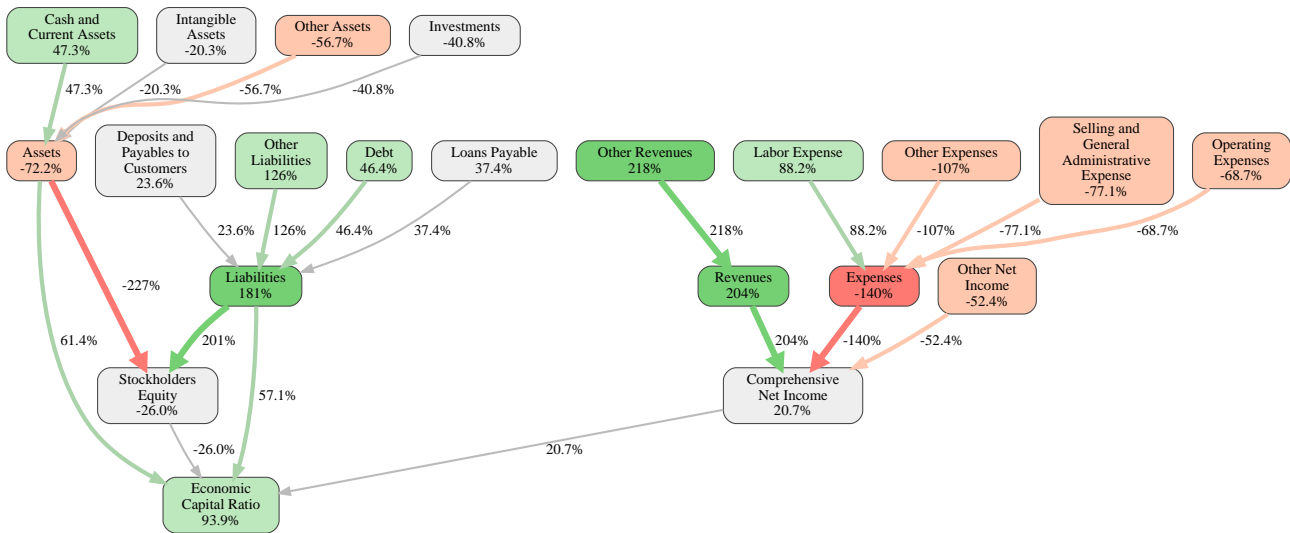 Cash and
Current Assets
47.3%
Intangible
Assets
-20.3%
Other Assets
-56.7%
Investments
-40.8%
47.3%
-20.3%
-56.7%
-40.8%
Assets
-72.2%
Deposits and
Payables to
Customers
23.6%
Other
Liabilities
126%
Debt
46.4%
Loans Payable
37.4%
Other Revenues
218%
Labor Expense
88.2%
Other Expenses
-107%
Selling and
General
Administrative
Expense
-77.1%
Operating
Expenses
-68.7%
23.6%
126%
46.4%
37.4%
218%
88.2%
-107%
-77.1%
-68.7%
-227%
Liabilities
181%
Revenues
204%
Expenses
-140%
Other Net
Income
-52.4%
61.4%
201%
204%
-140%
-52.4%
Stockholders
Equity
-26.0%
57.1%
Comprehensive
Net Income
20.7%
-26.0%
20.7%
Economic
Capital Ratio
93.9%